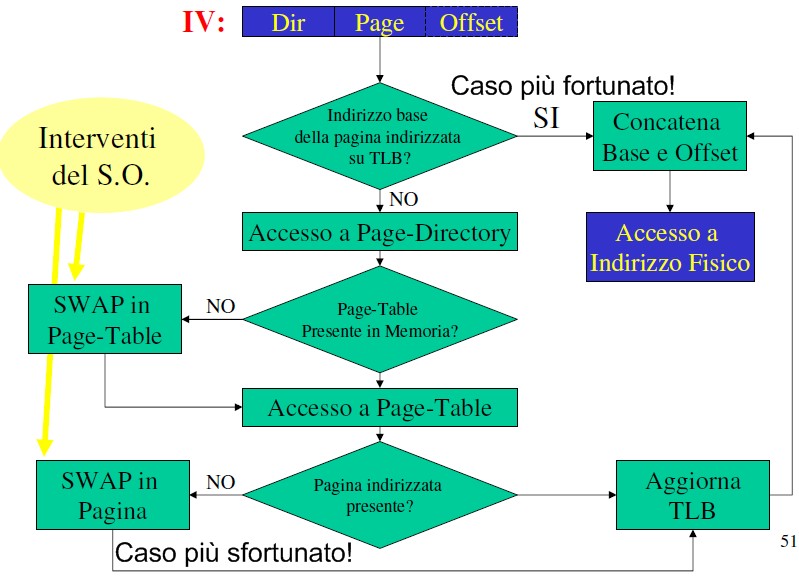 IV:
Dir Page Offset
Caso più fortunato!
Indirizzo base
della pagina indirizzata
su TLB?
SI
Concatena
Base e Offset
Interventi
del S.O.
NO
Accesso a Page-Directory
Accesso a
Indirizzo Fisico
SWAP in
Page-Table
NO
Page-Table
Presente in Memoria?
Accesso a Page-Table
SWAP in
Pagina
NO
Pagina indirizzata
presente?
Aggiorna
TLB
Caso più sfortunato!
51